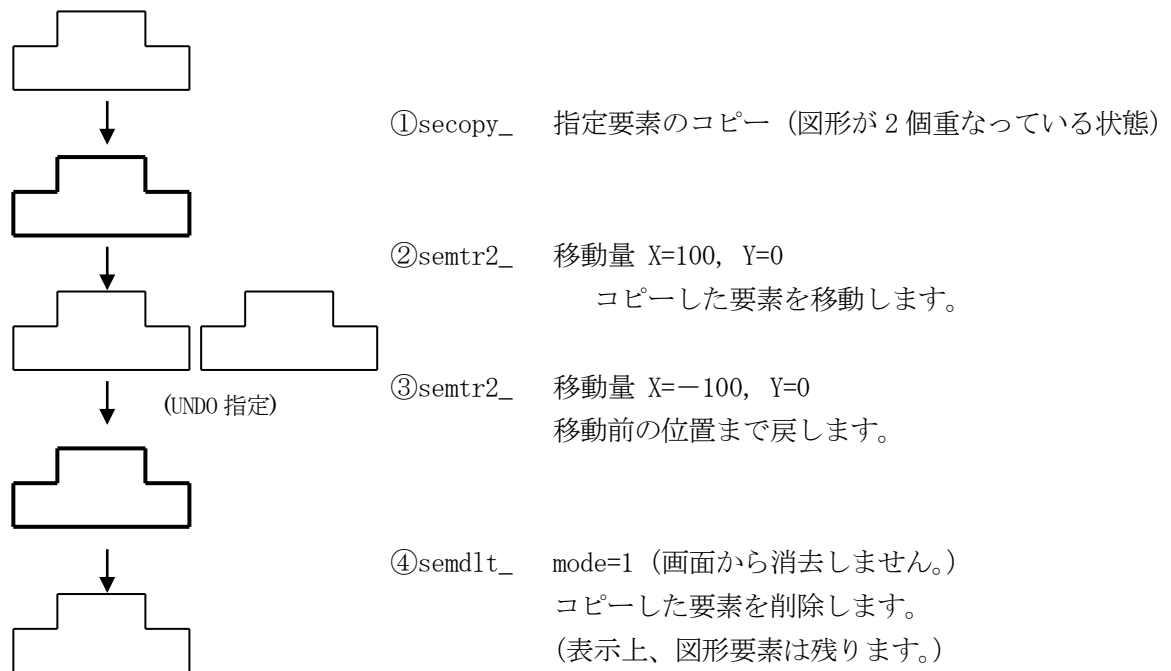 ①secopy_ 指定要素のコピー (図形が2個重なっている状態)
②semtr2_ 移動量 X=100, Y=0
コピーした要素を移動します。
③semtr2_ 移動量 X=－100, Y=0
(UNDO 指定)
移動前の位置まで戻します。
④semdlt_ mode=1 (画面から消去しません。)
コピーした要素を削除します。
(表示上、図形要素は残ります。)